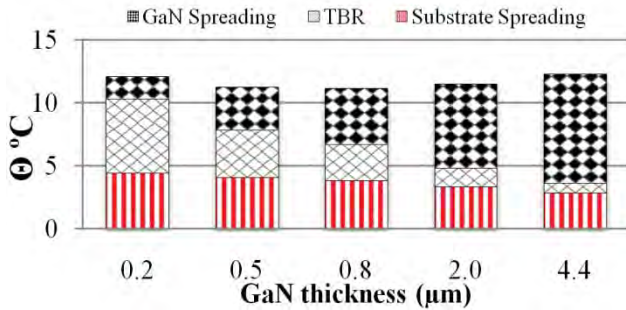 GaN Spreading TBR Substrate Spreading
15
10
5
0
Θ ºC
0.2 0.5 0.8 2.0 4.4
GaN thickness (µm)